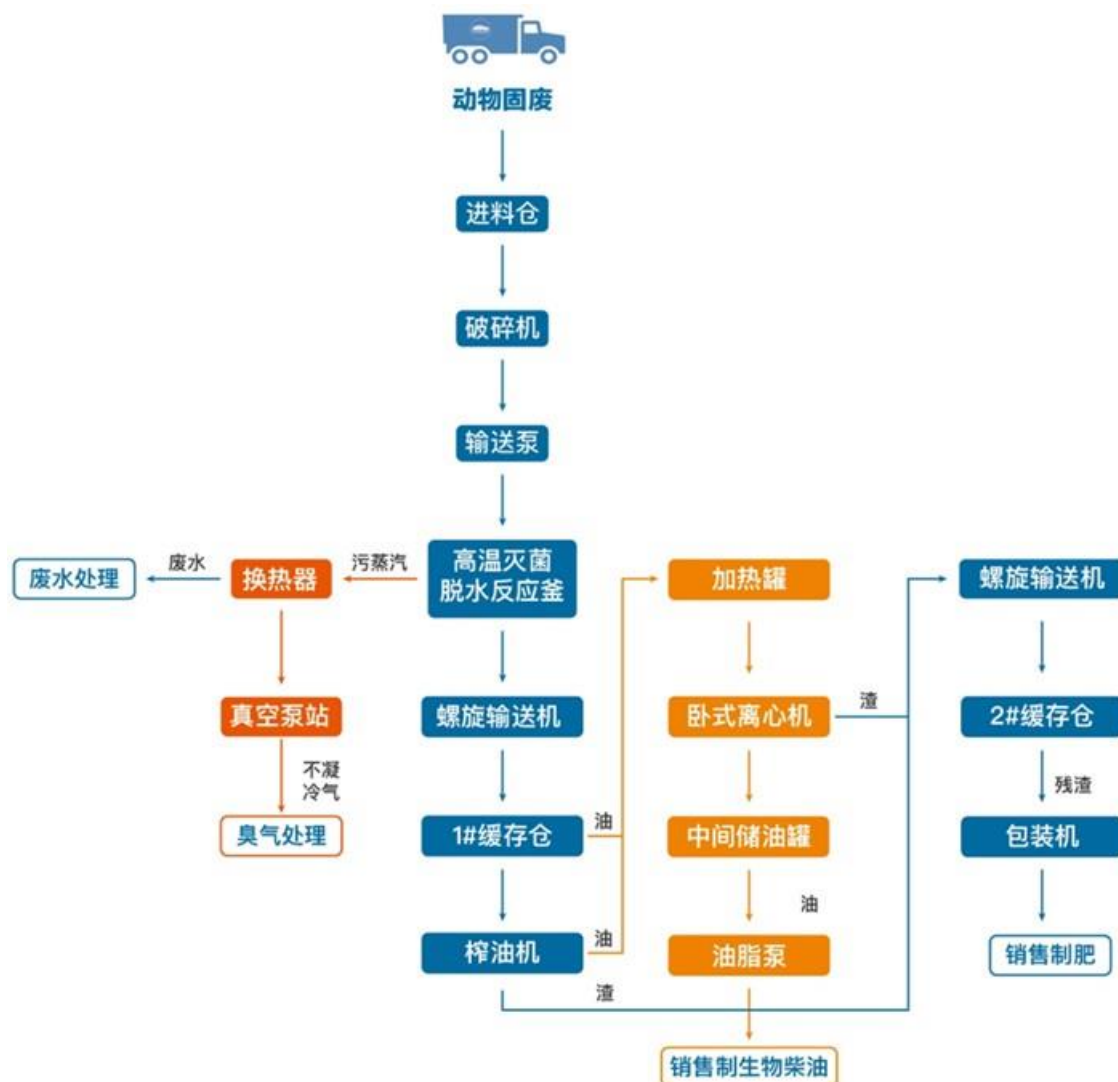 动物固废
进料仓
破碎机
输送泵
高温灭菌
脱水反应釜
污蒸汽
换热器
废水
废水处理
真空泵站
不凝
冷气
臭气处理
螺旋输送机
1#缓存仓
油
榨油机
油
渣
加热罐
卧式离心机
渣
中间储油罐
油
油脂泵
销售制生物柴油
螺旋输送机
2#缓存仓
残渣
包装机
销售制肥